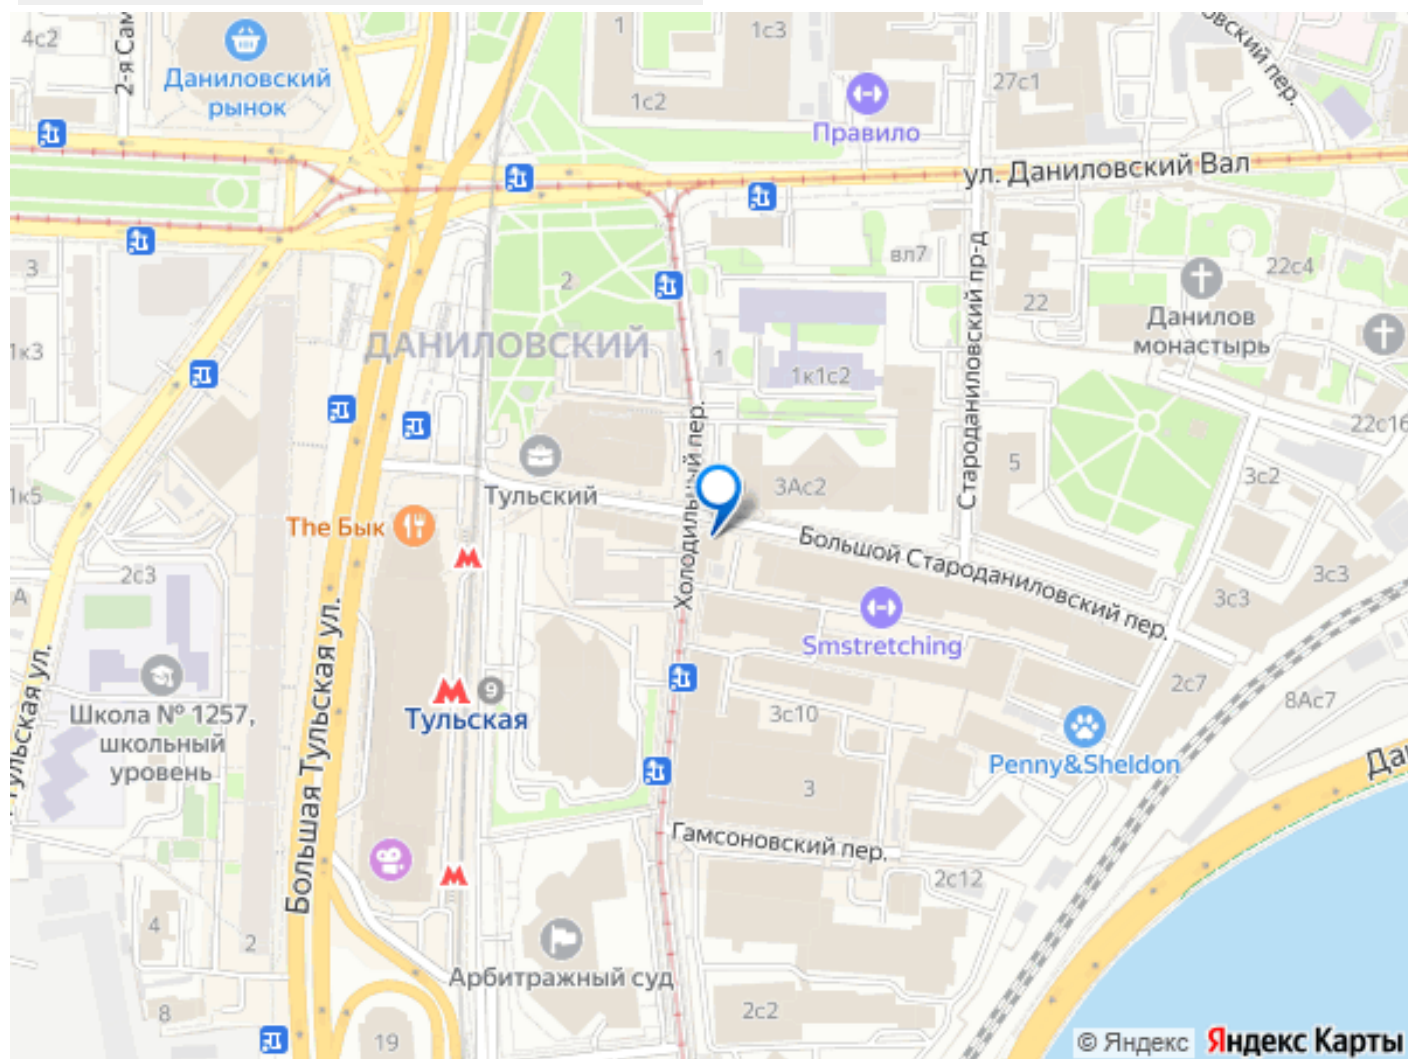 4с2
2-я Сам
Даниловский
рынок
1
1с3
1с2
Правило
27с1
овский пер.
ул. Даниловский Вал
3
2
вл7
Староданиловский пр-д
22
22с4
Данилов
монастырь
ДАНИЛОВСКИЙ
1к3
1
1к1с2
22с16
Холодильный пер.
Тульский
3Ас2
5
3с2
1к5
The Бык
Большой Староданиловский пер.
2с3
А
3с3
3с3
Smstretching
Большая Тульская ул.
Тульская ул.
Школа № 1257,
школьный
уровень
9
Тульская
3с10
2с7
8Ас7
Penny&Sheldon
Да
3
Гамсоновский пер.
2с12
4
2
Арбитражный суд
8
19
2с2
© Яндекс
Яндекс Карты